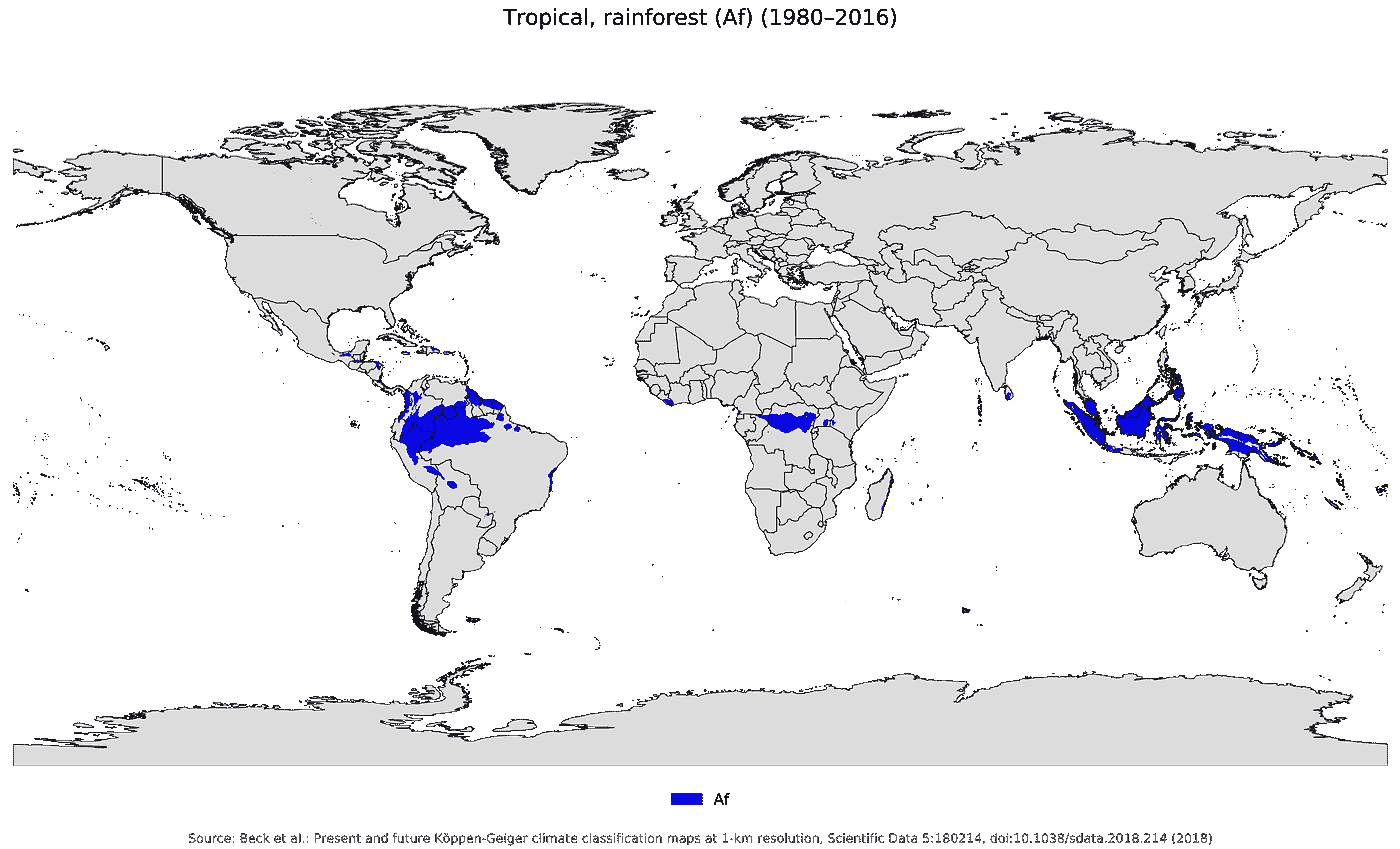 Tropical, rainforest (Af) (1980–2016)
Af
Source: Beck et al.: Present and future Köppen-Geiger climate classification maps at 1-km resolution, Scientific Data 5:180214, doi:10.1038/sdata.2018.214 (2018)